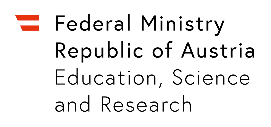 Federal Ministry
Republic of Austria
Education, Science
and Research